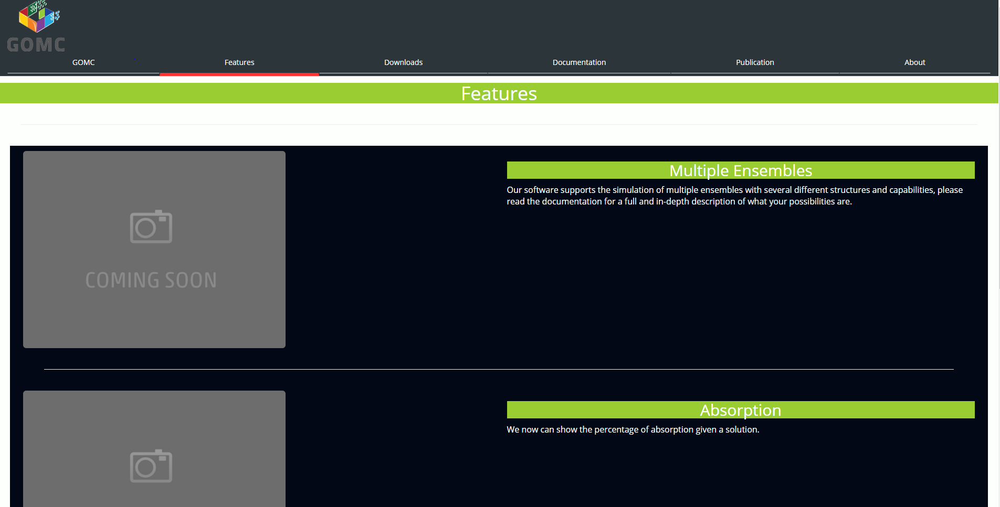 GOMC
GOMC
Features
Downloads
Documentation
Publication
About
Features
COMING SOON
Multiple Ensembles
Our software supports the simulation of multiple ensembles with several different structures and capabilities, please
read the documentation for a full and in-depth description of what your possibilities are.
Absorption
We now can show the percentage of absorption given a solution.